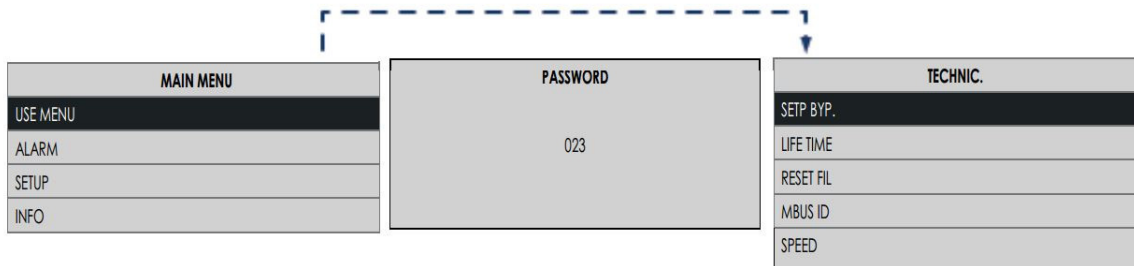 MAIN MENU
USE MENU
ALARM
SETUP
INFO
PASSWORD
023
TECHNIC.
SETP BYP.
LIFE TIME
RESET FIL
MBUS ID
SPEED